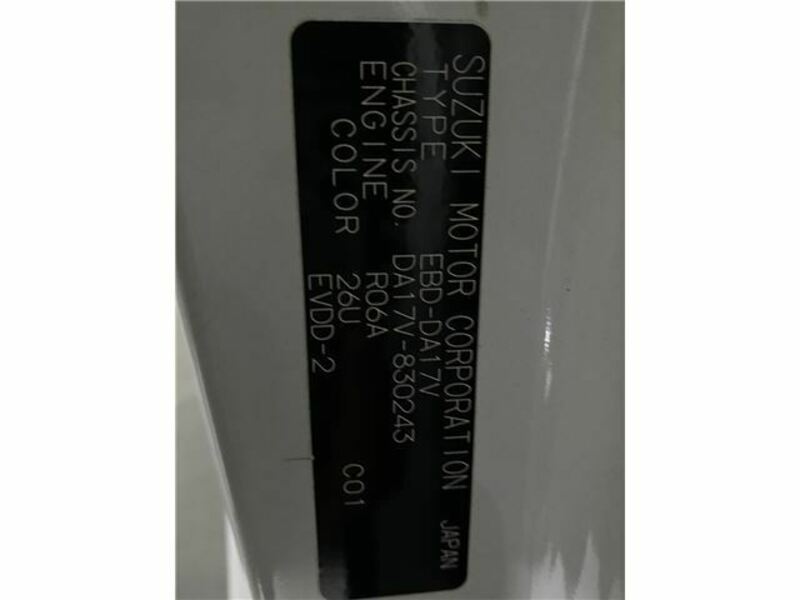 SUZUKI MOTOR CORPORATION JAPAN
TYPE EBD-DA17V
CHASSIS NO. DA17V-830243
ENGINE R06A
COLOR 26U C01
EVDD-2